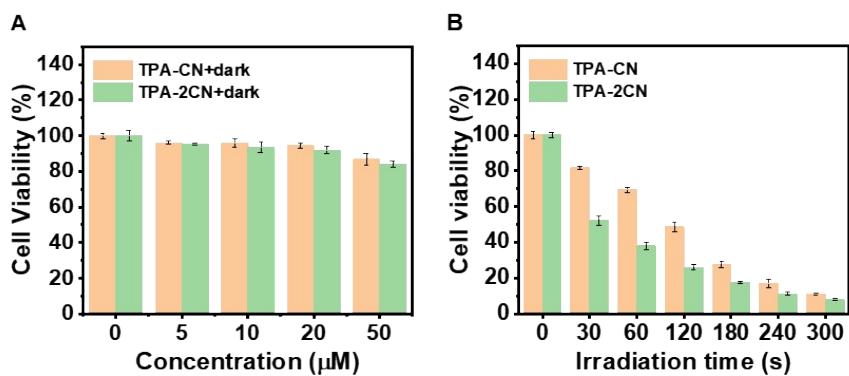 A
Cell Viability (%)
140
120
100
80
60
40
20
0
TPA-CN+dark
TPA-2CN+dark
0 5 10 20 50
Concentration (μM)
B
Cell viability (%)
140
120
100
80
60
40
20
0
TPA-CN
TPA-2CN
0 30 60 120 180 240 300
Irradiation time (s)